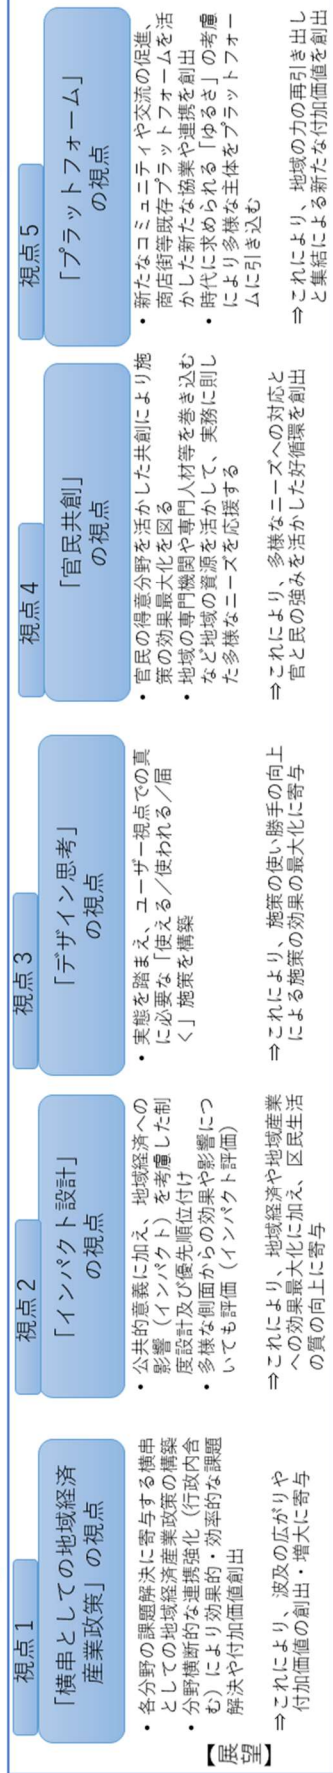 【展望】
視点1
「横串としての地域経済
産業政策」の視点
• 各分野の課題解決に寄与する横串
としての地域経済産業政策の構築
• 分野横断的な連携強化（行政内含
む）により効果的・効率的な課題
解決や付加価値創出
⇒これにより、波及の広がりや
付加価値の創出・増大に寄与
視点2
「インパクト設計」
の視点
• 公共的意義に加え、地域経済への
影響（インパクト）を考慮した制
度設計及び優先順位付け
• 多様な側面からの効果や影響につ
いても評価（インパクト評価）
⇒これにより、地域経済や地域産業
への効果最大化に加え、区民生活
の質の向上に寄与
視点3
「デザイン思考」
の視点
• 実態を踏まえ、ユーザー視点での真
に必要な「使える／使われる／届
く」施策を構築
⇒これにより、施策の使い勝手の向上
による施策の効果の最大化に寄与
視点4
「官民共創」
の視点
• 官民の得意分野を活かした共創により施
策の効果最大化を図る
• 地域の専門機関や専門人材等を巻き込む
など地域の資源を活かして、実務に則し
た多様なニーズを応援する
⇒これにより、多様なニーズへの対応と
官と民の強みを活かした好循環を創出
視点5
「プラットフォーム」
の視点
• 新たなコミュニティや交流の促進、
商店街等既存プラットフォームを活
かした新たな協業や連携を創出
• 時代に求められる「ゆるさ」の考慮
により多様な主体をプラットフォー
ムに引き込む
⇒これにより、地域の力の再引き出し
と集結による新たな付加価値を創出